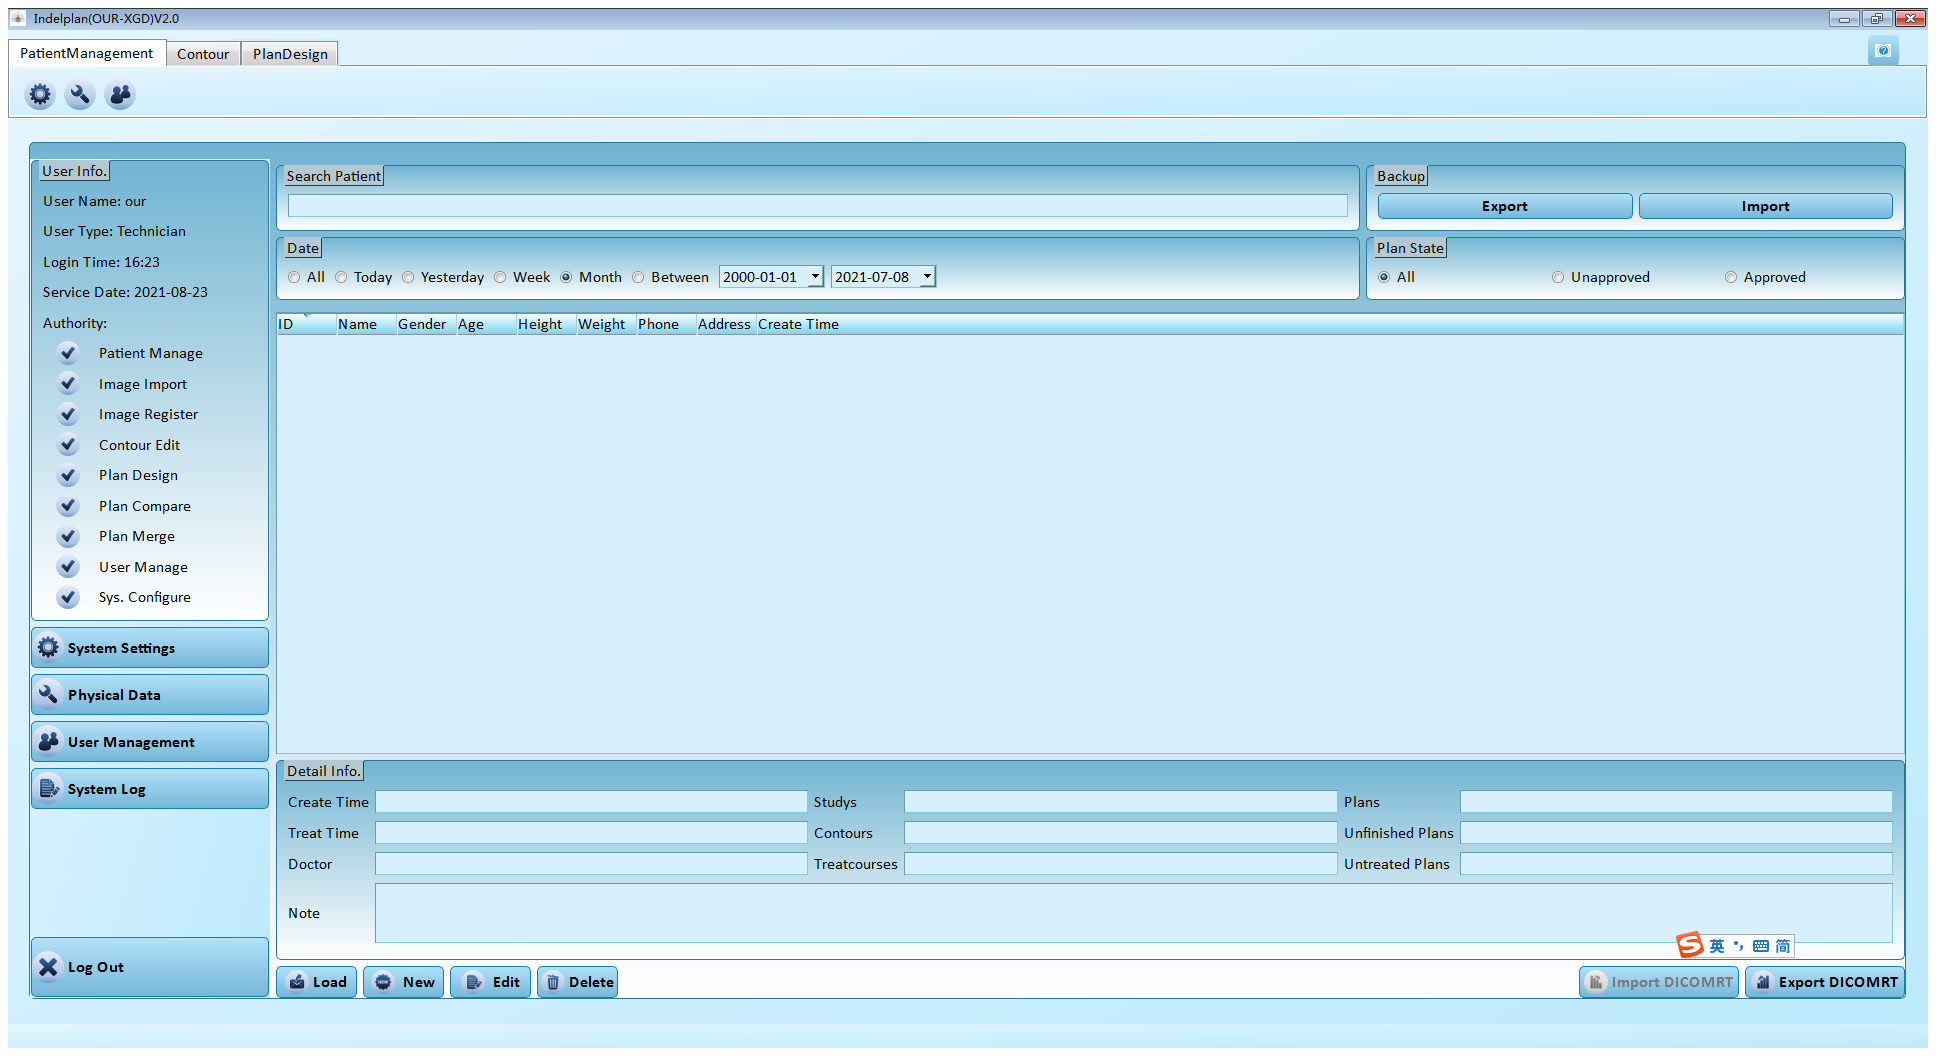 Indelplan(OUR-XGD)V2.0
PatientManagement Contour PlanDesign
User Info.
User Name: our
User Type: Technician
Login Time: 16:23
Service Date: 2021-08-23
Authority:
Patient Manage
Image Import
Image Register
Contour Edit
Plan Design
Plan Compare
Plan Merge
User Manage
Sys. Configure
System Settings
Physical Data
User Management
System Log
Log Out
Search Patient
Backup
Export Import
Date
All Today Yesterday Week Month Between 2000-01-01 2021-07-08
Plan State
All Unapproved Approved
ID Name Gender Age Height Weight Phone Address Create Time
Detail Info.
Create Time Studys Plans
Treat Time Contours Unfinished Plans
Doctor Treatcourses Untreated Plans
Note
S 英 简
Load New Edit Delete Import DICOMRT Export DICOMRT